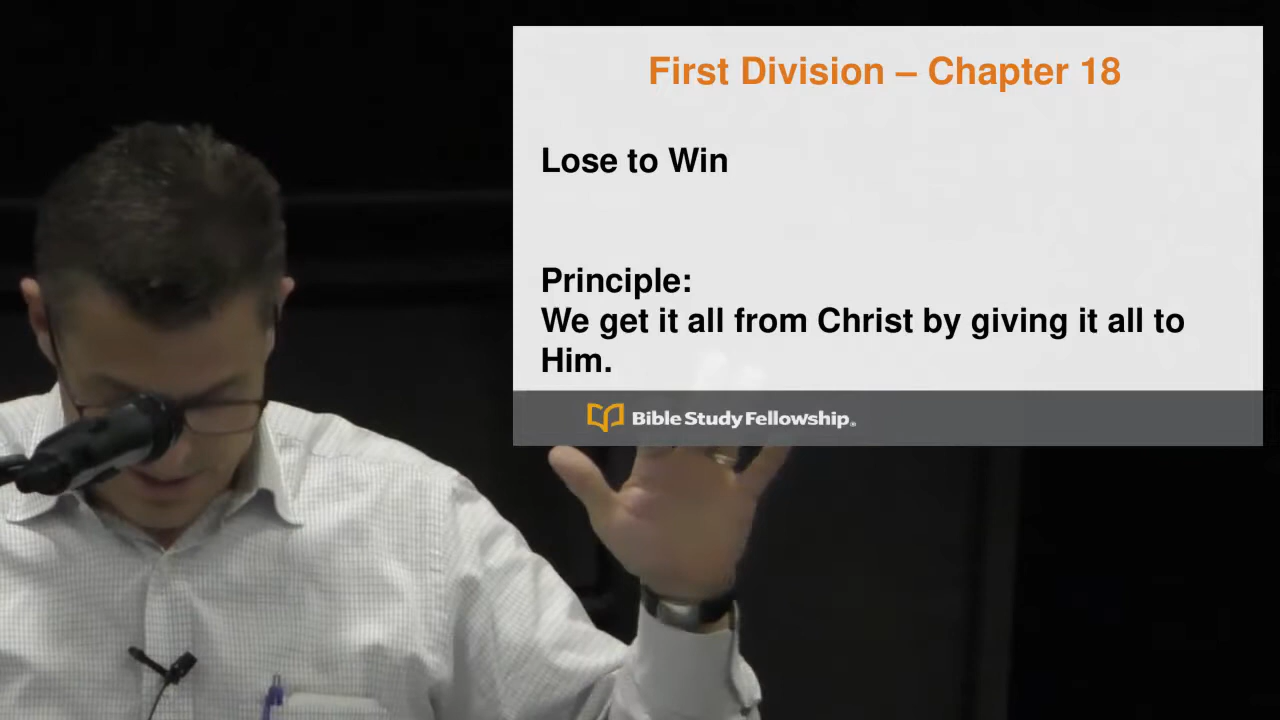 First Division – Chapter 18
Lose to Win
Principle:
We get it all from Christ by giving it all to
Him.
Bible Study Fellowship®